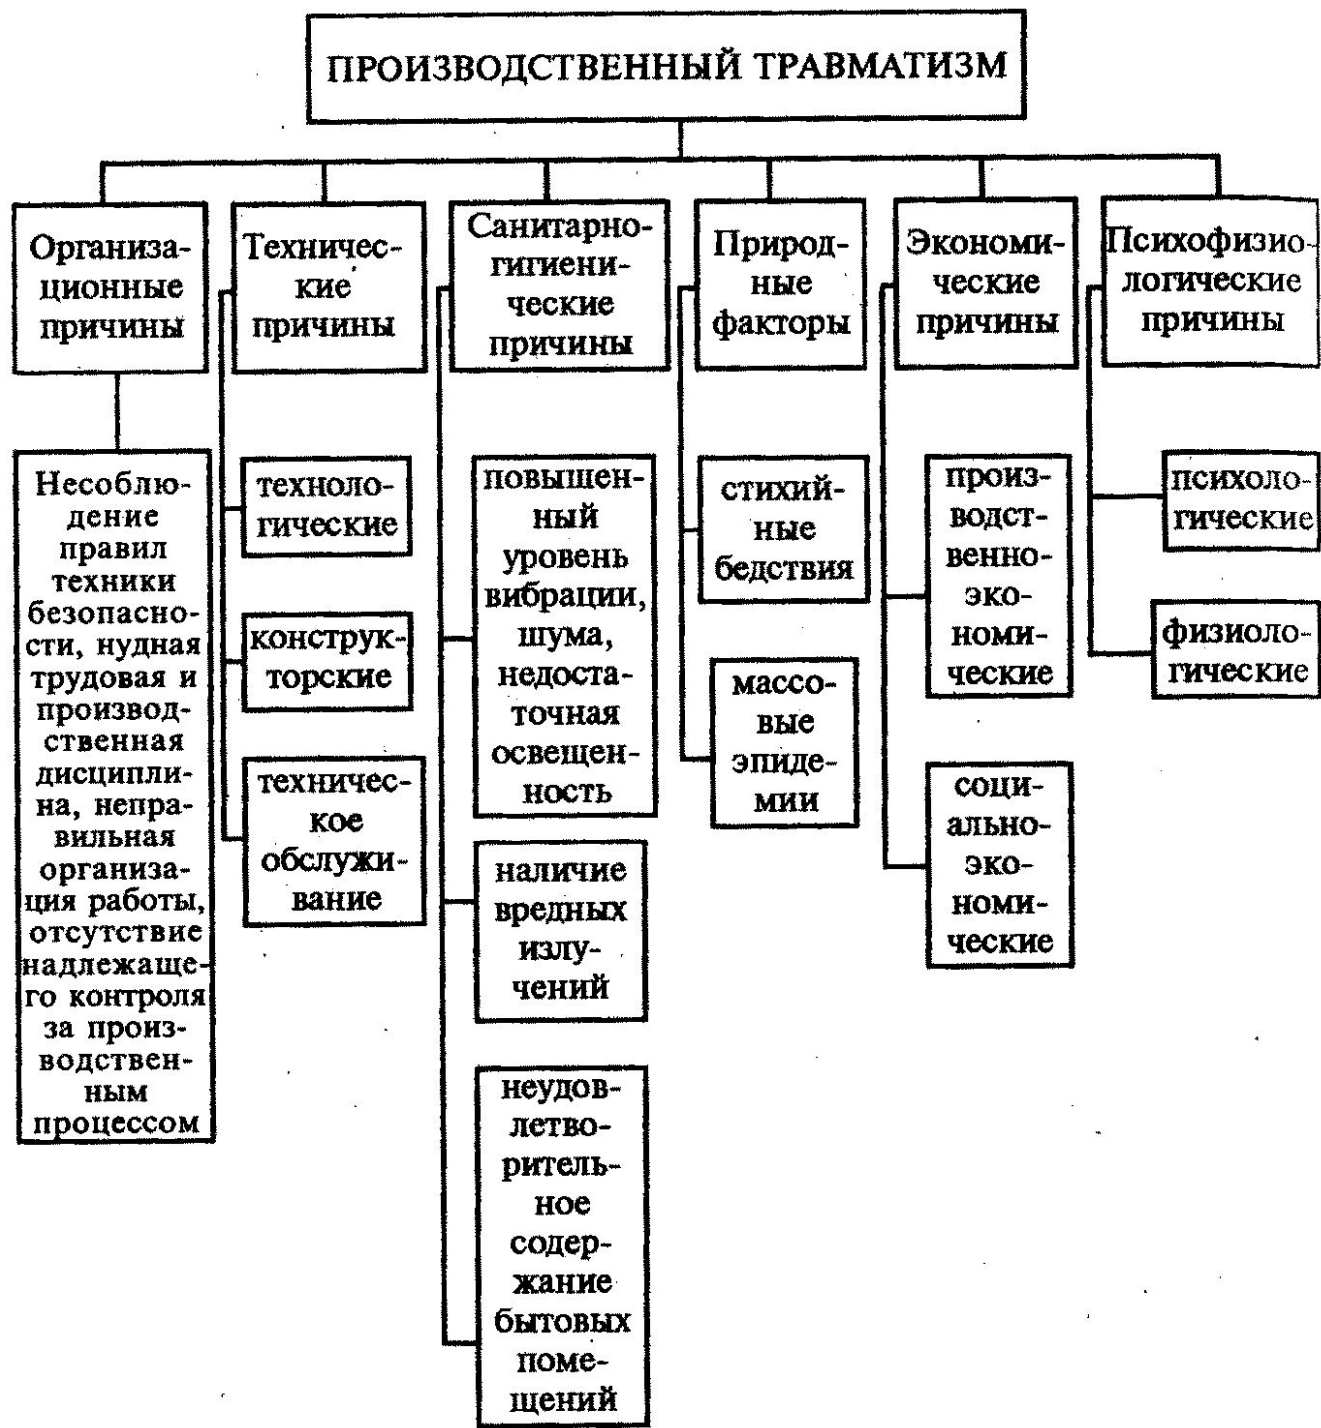 ПРОИЗВОДСТВЕННЫЙ ТРАВМАТИЗМ
Организа-
ционные
причины
Техничес-
кие
причины
Санитарно-
гигиени-
ческие
причины
Природ-
ные
факторы
Экономи-
ческие
причины
Психофизио-
логические
причины
Несоблю-
дение
правил
техники
безопасно-
сти, нудная
трудовая и
производ-
ственная
дисципли-
на, непра-
вильная
организа-
ция работы,
отсутствие
надлежаще-
го контроля
за произ-
водствен-
ным
процессом
техноло-
гические
конструк-
торские
техничес-
кое
обслужи-
вание
повышен-
ный
уровень
вибрации,
шума,
недоста-
точная
освещен-
ность
наличие
вредных
излу-
чений
неудов-
летво-
ритель-
ное
содер-
жание
бытовых
поме-
щений
стихий-
ные
бедствия
массо-
вые
эпиде-
мии
произ-
водст-
венно-
эко-
номи-
ческие
соци-
ально-
эко-
номи-
ческие
психоло-
гические
физиоло-
гические